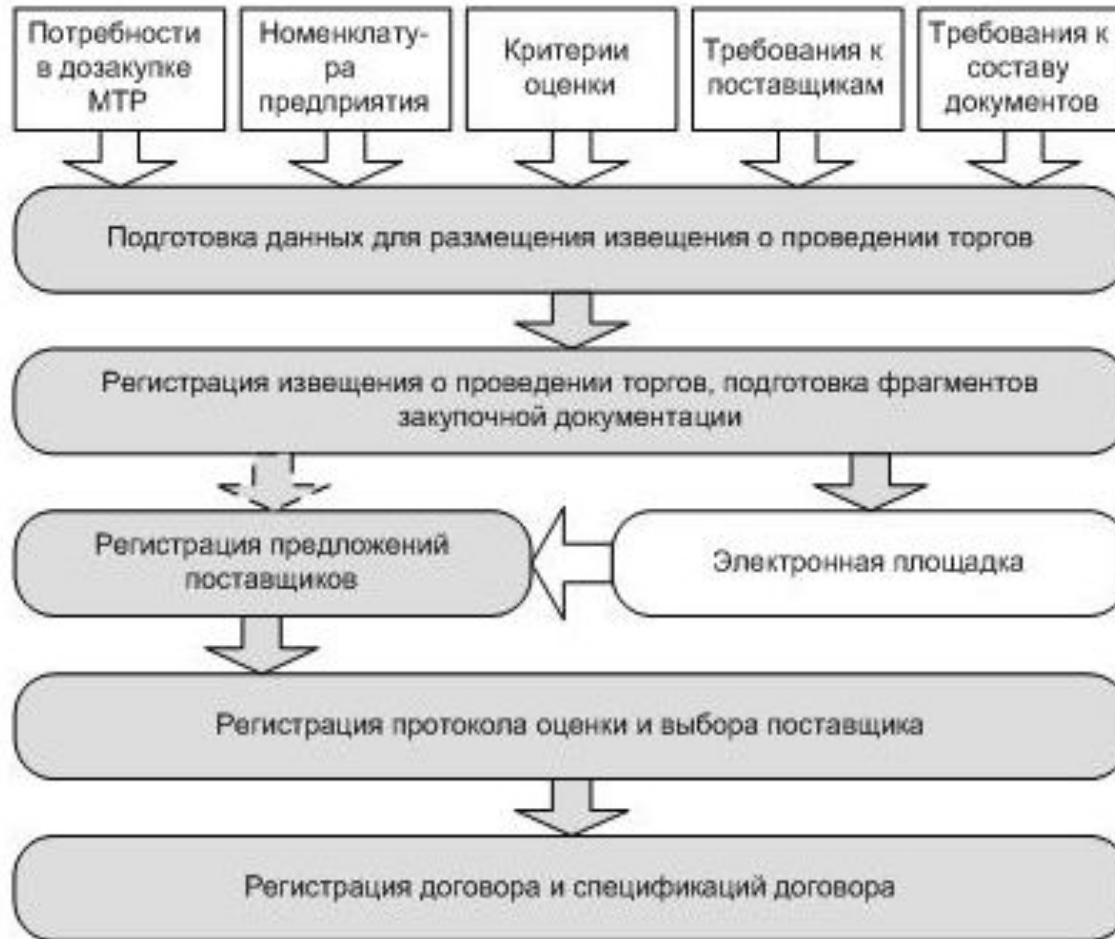 Потребности
в дозакупке
МТР
Номенклату-
ра
предприятия
Критерии
оценки
Требования к
поставщикам
Требования к
составу
документов
Подготовка данных для размещения извещения о проведении торгов
Регистрация извещения о проведении торгов, подготовка фрагментов
закупочной документации
Регистрация предложений
поставщиков
Электронная площадка
Регистрация протокола оценки и выбора поставщика
Регистрация договора и спецификаций договора